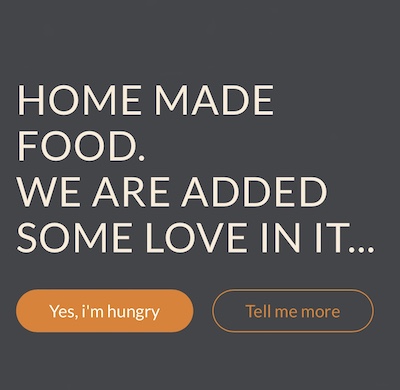 HOME MADE
FOOD.
WE ARE ADDED
SOME LOVE IN IT...
Yes, i'm hungry
Tell me more